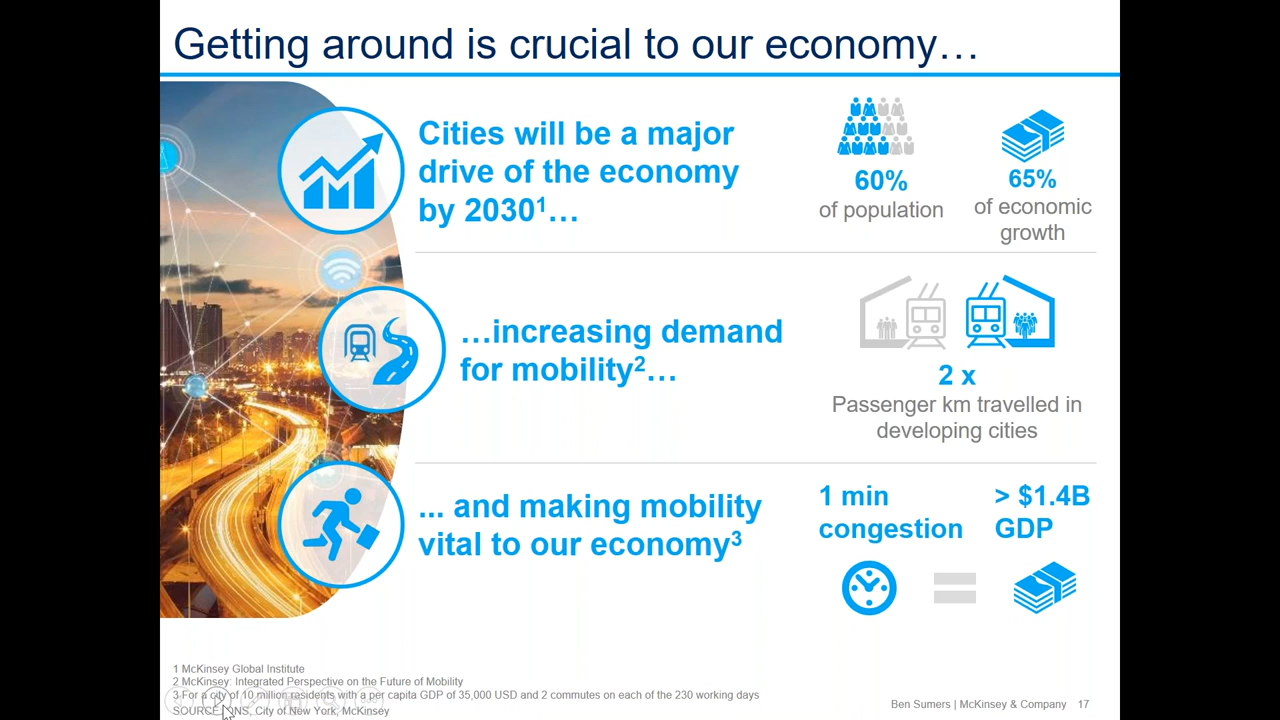 Getting around is crucial to our economy…
Cities will be a major
drive of the economy
by 2030¹…
60%
of population
65%
of economic
growth
…increasing demand
for mobility²…
2 x
Passenger km travelled in
developing cities
... and making mobility
vital to our economy³
1 min
congestion
> $1.4B
GDP
1 McKinsey Global Institute
2 McKinsey: Integrated Perspective on the Future of Mobility
3 For a city of 10 million residents with a per capita GDP of 35,000 USD and 2 commutes on each of the 230 working days
SOURCE: ONS, City of New York, McKinsey
Ben Sumers | McKinsey & Company 17